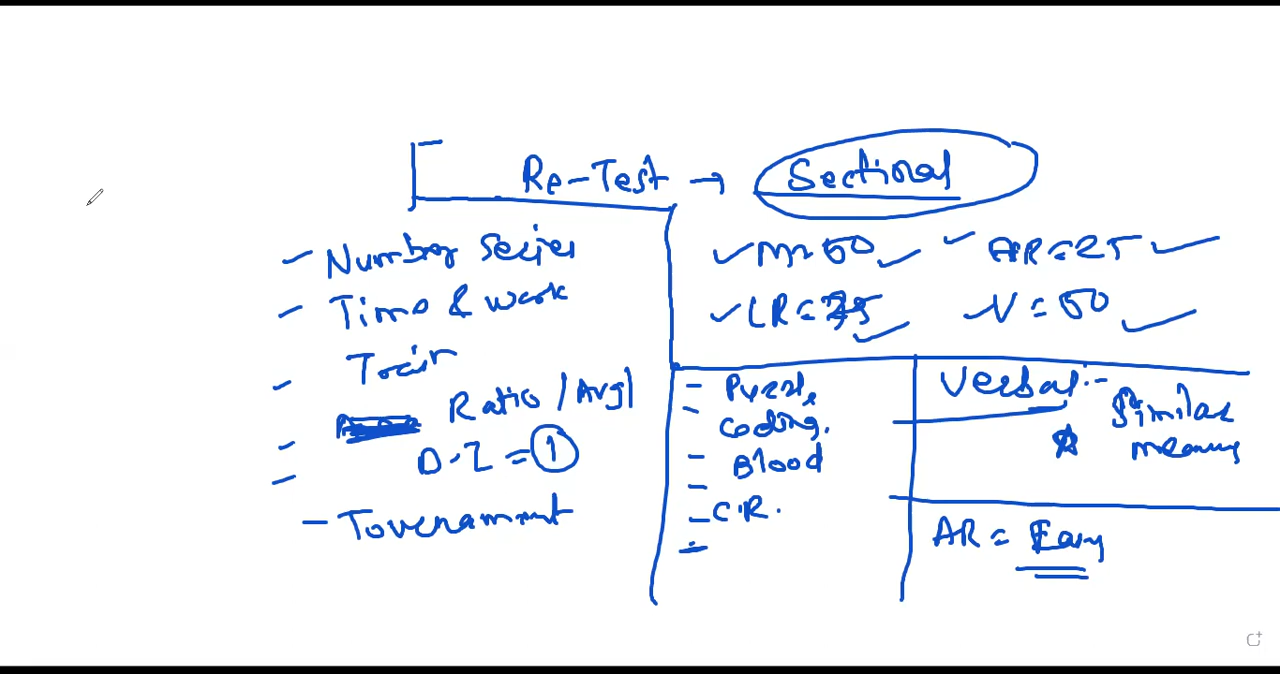 Re-Test → Sectional
- Number Series
- Time & Work
- Train
- Ratio / Avg
D.I = 1
- Tournament
= 50
AR = 25
LR =
V = 50
- Puzzle
- Coding.
- Blood
- C.R.
Verbal :-
Similar
meaning
AR = Easy